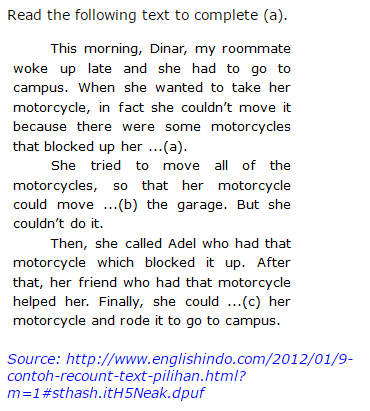 Read the following text to complete (a).
This morning, Dinar, my roommate
woke up late and she had to go to
campus. When she wanted to take her
motorcycle, in fact she couldn't move it
because there were some motorcycles
that blocked up her ...(a).
She tried to move all of the
motorcycles, so that her motorcycle
could move ...(b) the garage. But she
couldn't do it.
Then, she called Adel who had that
motorcycle which blocked it up. After
that, her friend who had that motorcycle
helped her. Finally, she could ...(c) her
motorcycle and rode it to go to campus.
Source: http://www.englishindo.com/2012/01/9-
contoh-recount-text-pilihan.html?
m=1#sthash.itH5Neak.dpuf